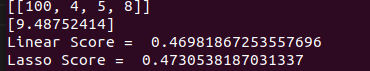 [[100, 4, 5, 8]]
[9.48752414]
Linear Score =  0.46981867253557696
Lasso Score =  0.4730538187031337